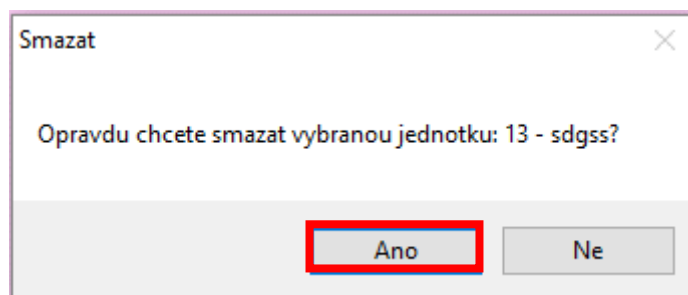 Smazat
Opravdu chcete smazat vybranou jednotku: 13 - sdgss?
Ano
Ne